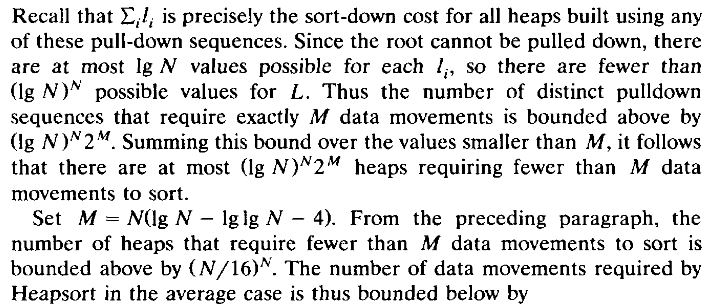 Recall that Σ_i l_i is precisely the sort-down cost for all heaps built using any
of these pull-down sequences. Since the root cannot be pulled down, there
are at most lg N values possible for each l_i, so there are fewer than
(lg N)^N possible values for L. Thus the number of distinct pulldown
sequences that require exactly M data movements is bounded above by
(lg N)^N 2^M. Summing this bound over the values smaller than M, it follows
that there are at most (lg N)^N 2^M heaps requiring fewer than M data
movements to sort.
Set M = N(lg N − lg lg N − 4). From the preceding paragraph, the
number of heaps that require fewer than M data movements to sort is
bounded above by (N/16)^N. The number of data movements required by
Heapsort in the average case is thus bounded below by